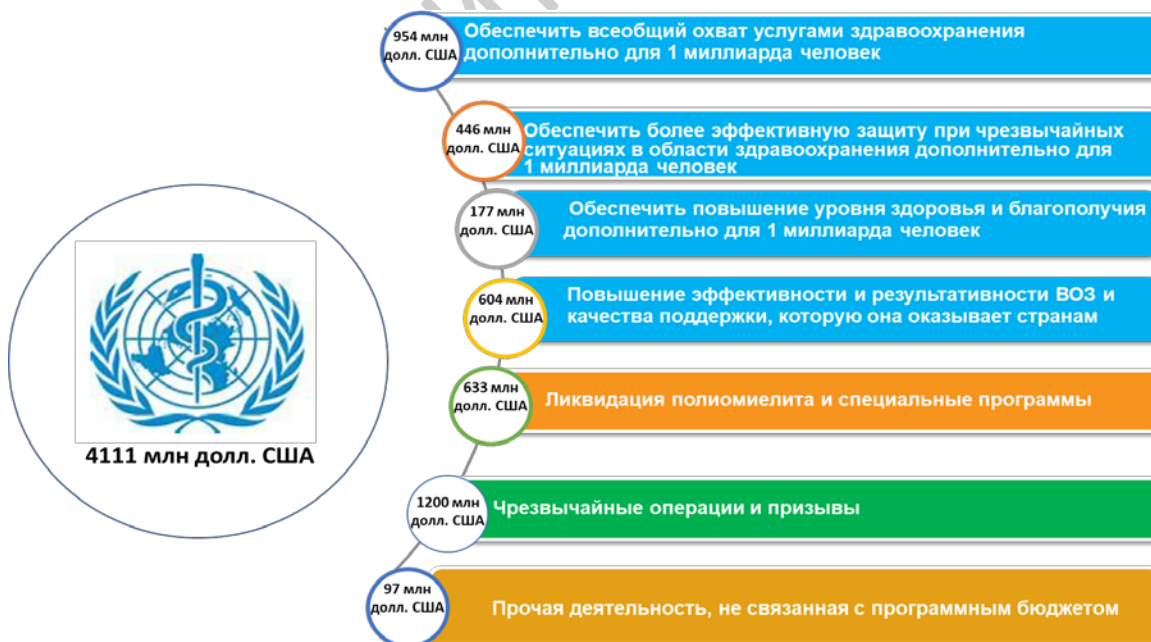 954 млн
долл. США
Обеспечить всеобщий охват услугами здравоохранения
дополнительно для 1 миллиарда человек
446 млн
долл. США
Обеспечить более эффективную защиту при чрезвычайных
ситуациях в области здравоохранения дополнительно для
1 миллиарда человек
177 млн
долл. США
Обеспечить повышение уровня здоровья и благополучия
дополнительно для 1 миллиарда человек
604 млн
долл. США
Повышение эффективности и результативности ВОЗ и
качества поддержки, которую она оказывает странам
4111 млн долл. США
633 млн
долл. США
Ликвидация полиомиелита и специальные программы
1200 млн
долл. США
Чрезвычайные операции и призывы
97 млн
долл. США
Прочая деятельность, не связанная с программным бюджетом